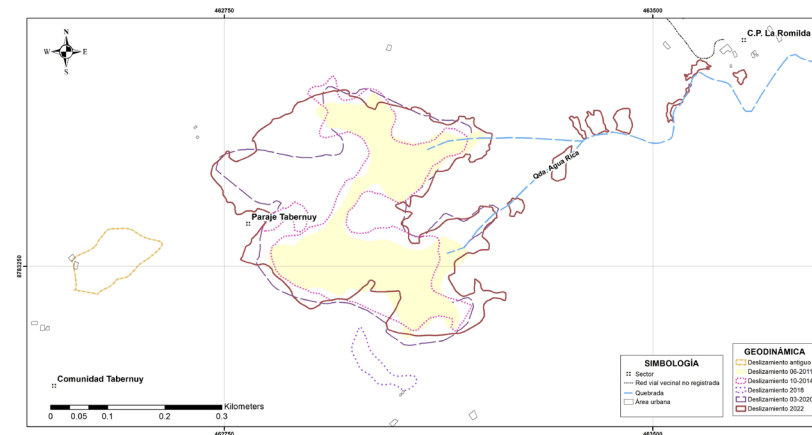 462750
463500
N
W E
S
C.P. La Romilda
Qda. Agua Rica
Paraje Tabernuy
8783250
8783250
Comunidad Tabernuy
Kilometers
0 0.05 0.1 0.2 0.3
SIMBOLOGÍA
Sector
Red vial vecinal no registrada
Quebrada
Área urbana
GEODINÁMICA
Deslizamiento antiguo
Deslizamiento 06-2011
Deslizamiento 10-2014
Deslizamiento 2018
Deslizamiento 03-2020
Deslizamiento 2022
462750
463500